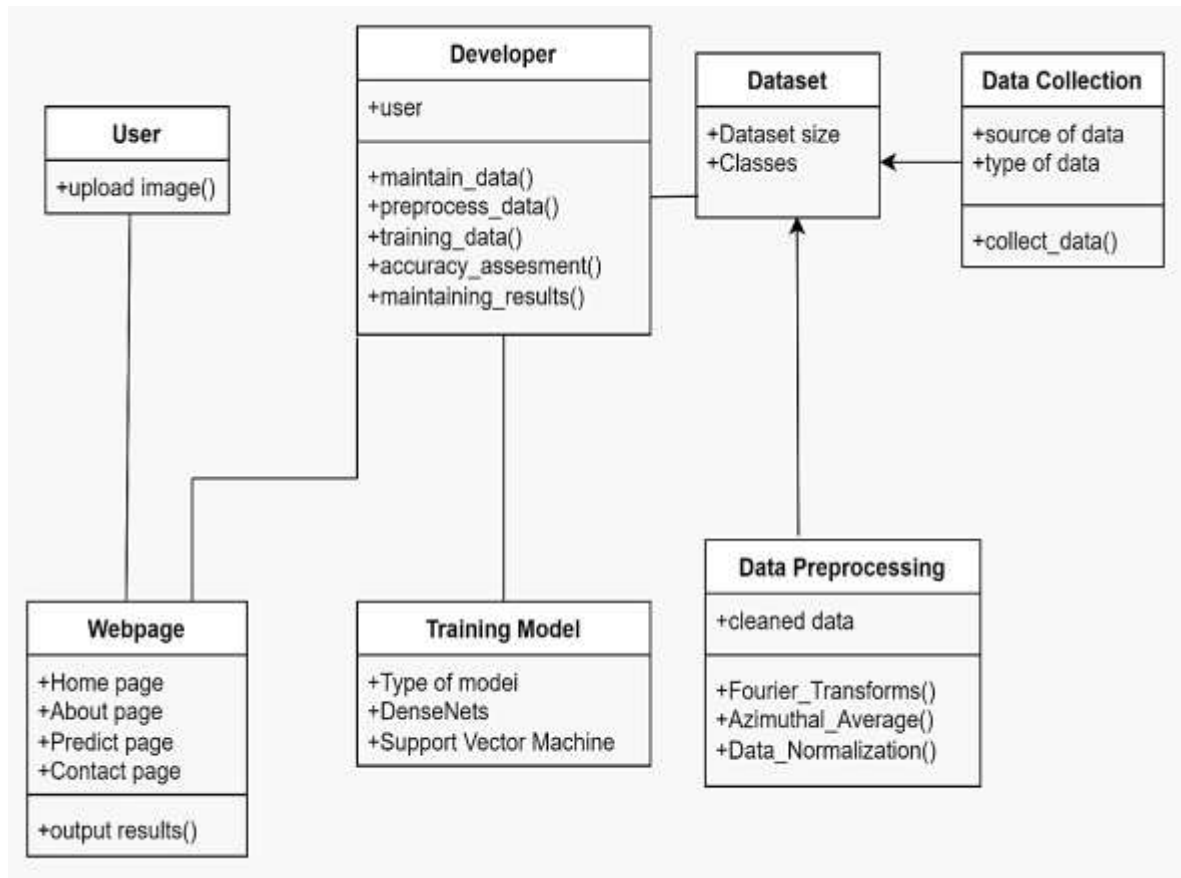 User
+upload image()
Developer
+user
+maintain_data()
+preprocess_data()
+training_data()
+accuracy_assesment()
+maintaining_results()
Dataset
+Dataset size
+Classes
Data Collection
+source of data
+type of data
+collect_data()
Webpage
+Home page
+About page
+Predict page
+Contact page
+output results()
Training Model
+Type of model
+DenseNets
+Support Vector Machine
Data Preprocessing
+cleaned data
+Fourier_Transforms()
+Azimuthal_Average()
+Data_Normalization()